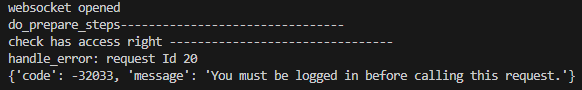 websocket opened
do_prepare_steps--------------------------------
check has access right --------------------------------
handle_error: request Id 20
{'code': -32033, 'message': 'You must be logged in before calling this request.'}